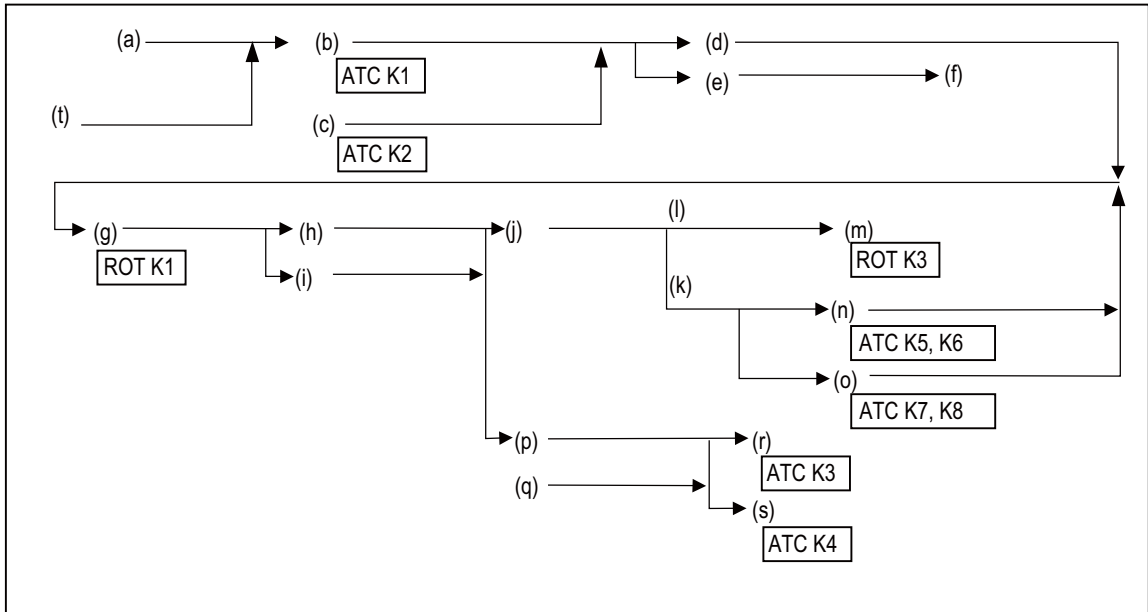 (a) (b) (d)
ATC K1 (e) (f)
(t) (c)
ATC K2
(g) (h) (j) (l) (m)
ROT K1 (i) ROT K3
(k) (n)
ATC K5, K6
(o)
ATC K7, K8
(p) (r)
(q) ATC K3
(s)
ATC K4